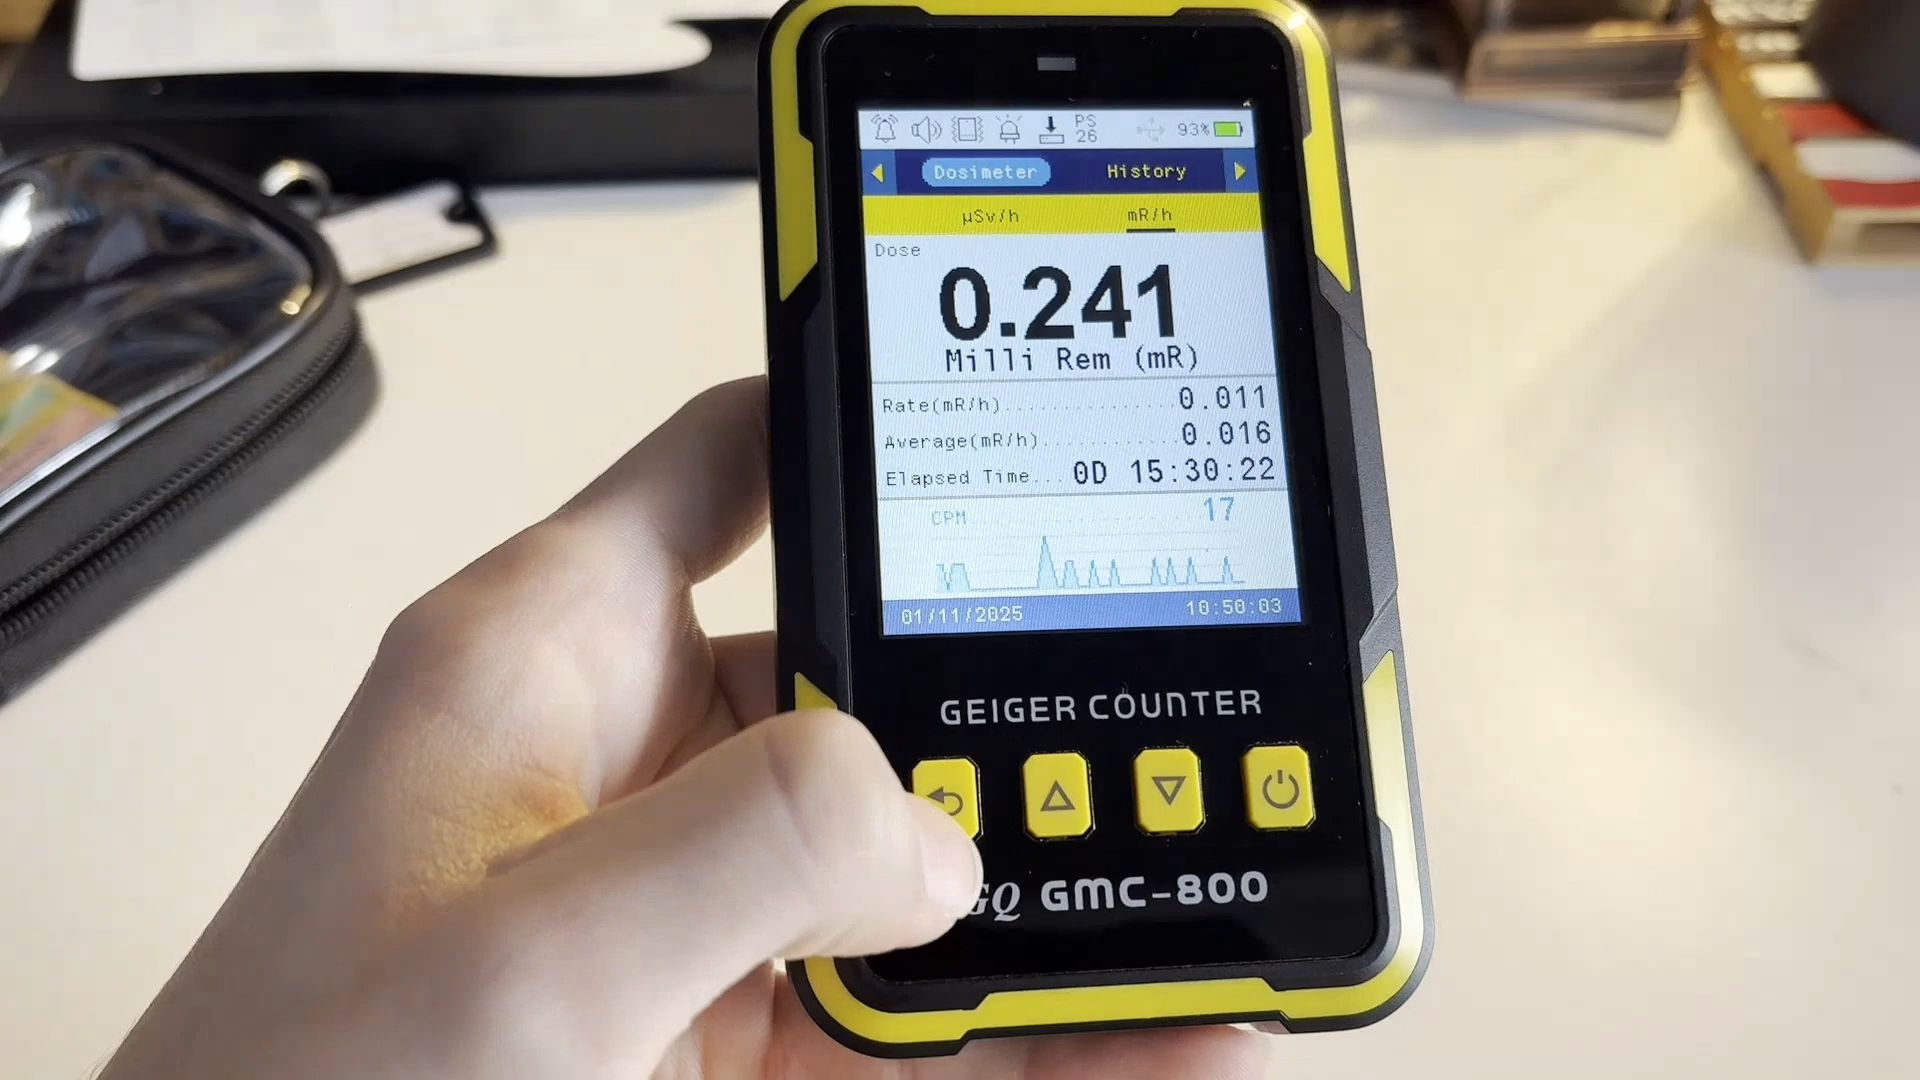 PS
26
93%
Dosimeter History
µSv/h mR/h
Dose
0.241
Milli Rem (mR)
Rate(mR/h)..............0.011
Average(mR/h)...........0.016
Elapsed Time... 0D 15:30:22
CPM 17
01/11/2025 10:50:03
GEIGER COUNTER
GQ GMC-800